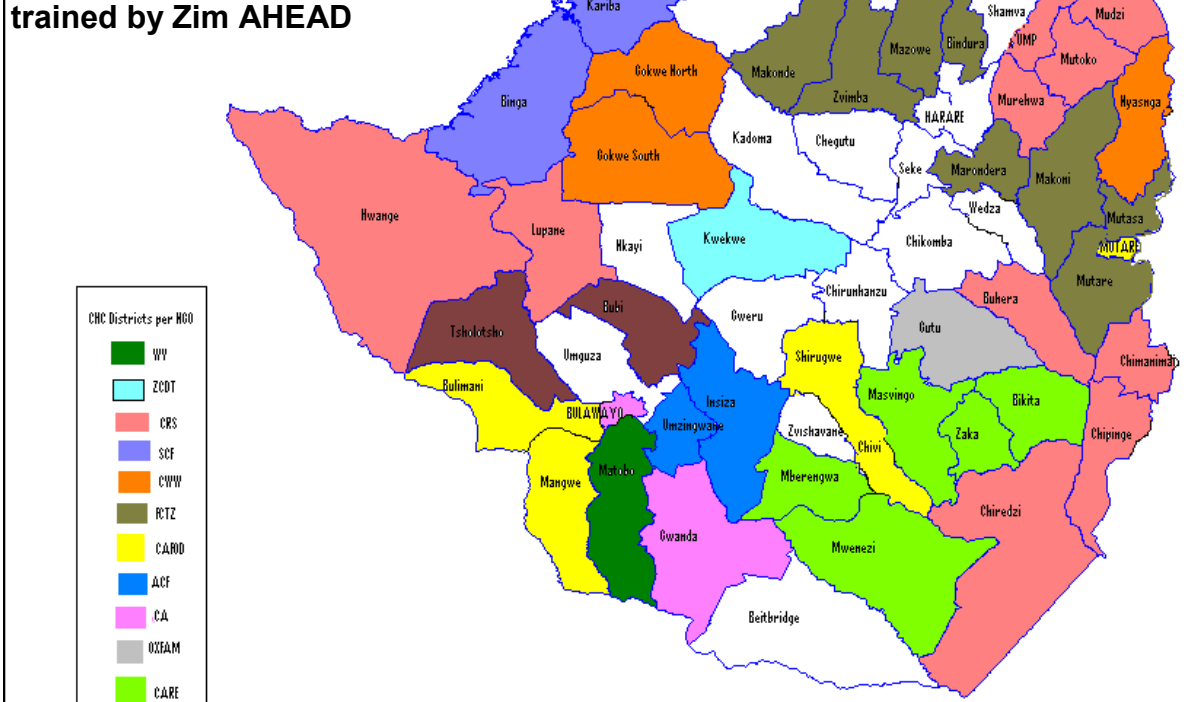 trained by Zim AHEAD
Kariba
Shamva
Mudzi
UMP
Mazowe
Bindura
Mutoko
Gokwe North
Makonde
Nyasnga
Binga
Zvimba
Murehwa
HARARE
Kadoma
Chegutu
Gokwe South
Seke
Marondera
Makoni
Hwange
Wedza
Mutasa
Lupane
Nkayi
Kwekwe
Chikomba
MUTARE
Mutare
Chirumhanzu
Buhera
Bubi
Gweru
Gutu
Tsholotsho
Umguza
Shirugwe
Chimanimani
Bulimani
Masvingo
Bikita
BULAWAYO
Insiza
Umzingwane
Zvishavane
Zaka
Chipinge
Chivi
Matobo
Mangwe
Mberengwa
Chiredzi
Gwanda
Mwenezi
Beitbridge
CHC Districts per NGO
WV
ZCDT
CRS
SCF
CWW
RTZ
CAFOD
ACF
CA
OXFAM
CARE